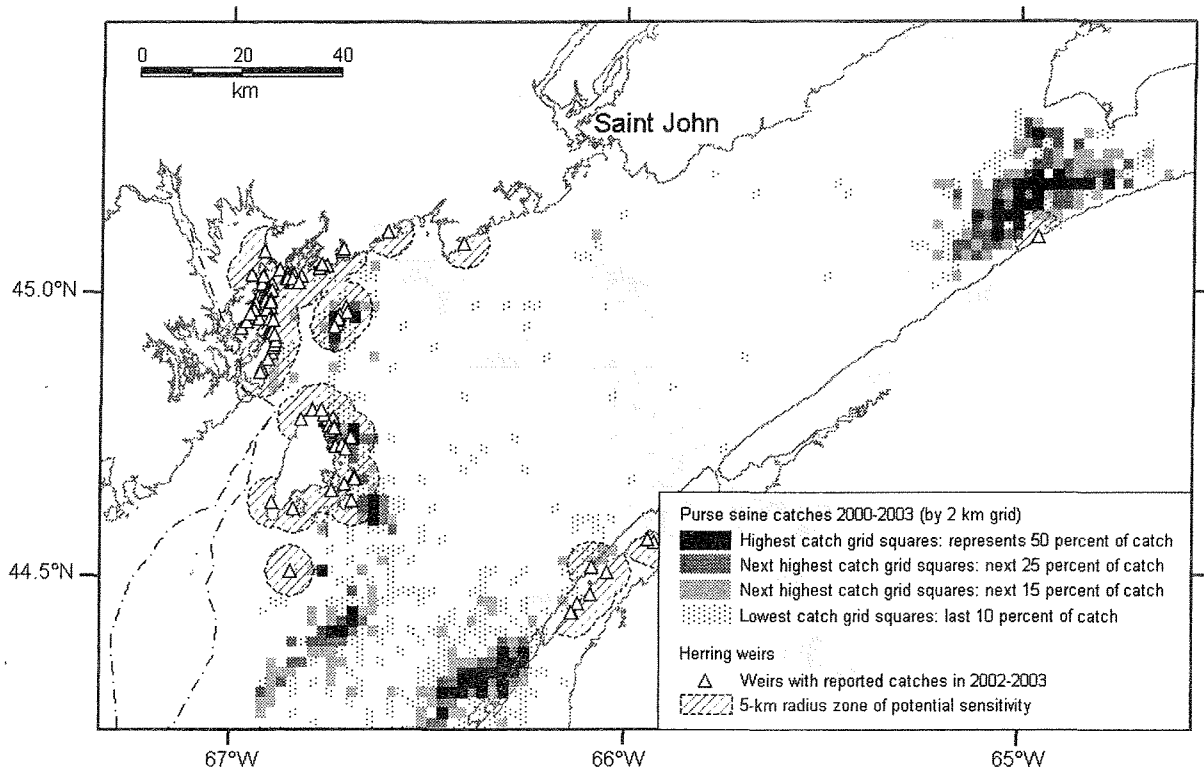 0 20 40
km
Saint John
45.0°N
44.5°N
Purse seine catches 2000-2003 (by 2 km grid)
Highest catch grid squares: represents 50 percent of catch
Next highest catch grid squares: next 25 percent of catch
Next highest catch grid squares: next 15 percent of catch
Lowest catch grid squares: last 10 percent of catch
Herring weirs
Weirs with reported catches in 2002-2003
5-km radius zone of potential sensitivity
67°W 66°W 65°W